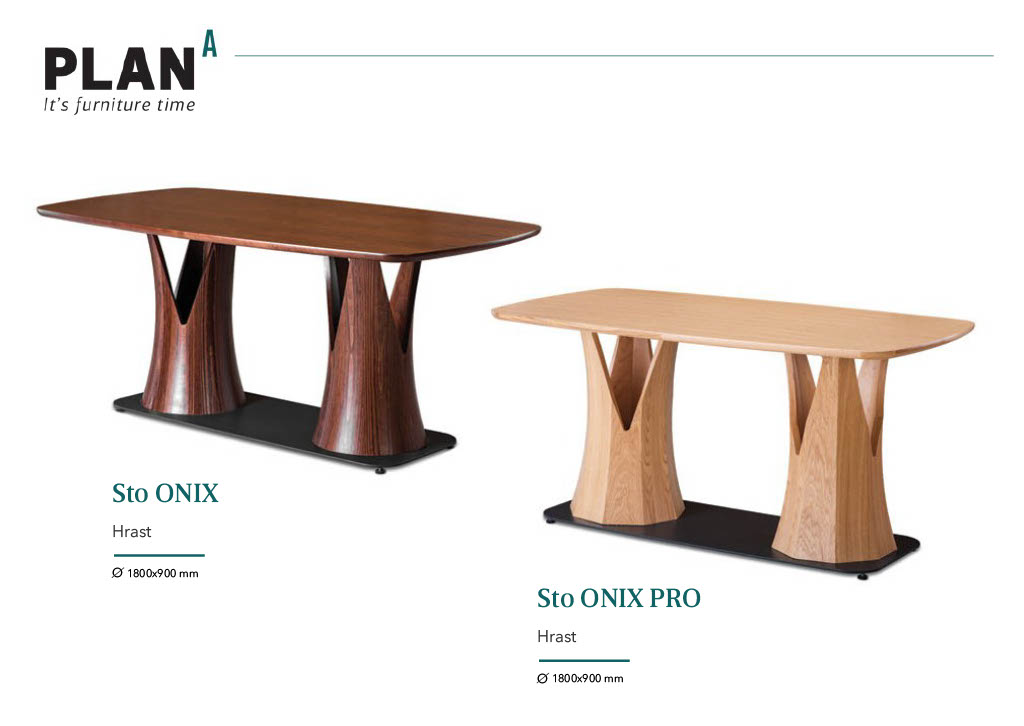 PLAN A
It's furniture time
Sto ONIX
Hrast
Ø 1800x900 mm
Sto ONIX PRO
Hrast
Ø 1800x900 mm